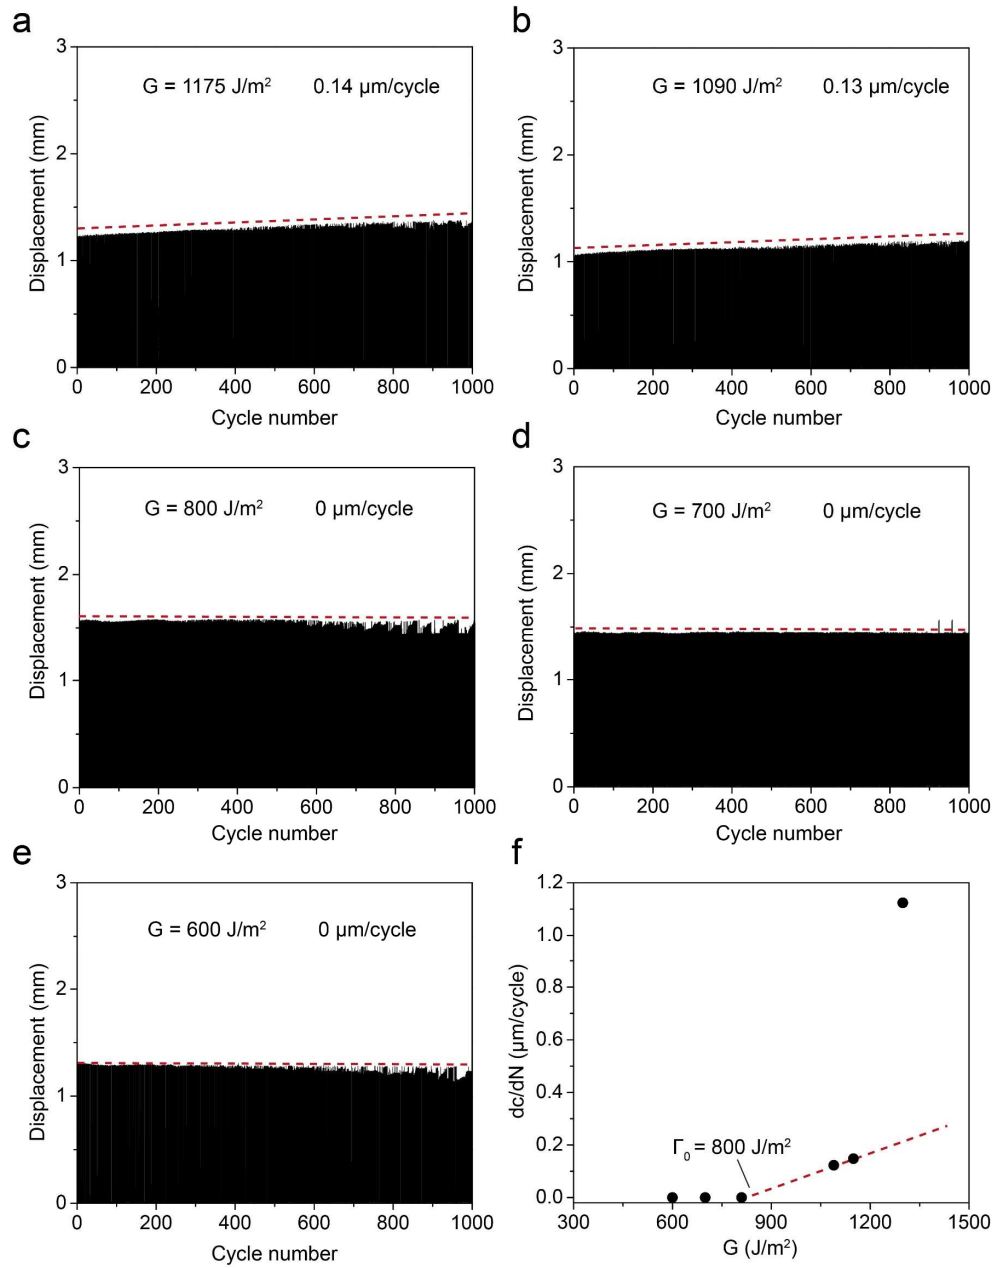 a
G = 1175 J/m² 0.14 µm/cycle
Displacement (mm)
3
2
1
0
0 200 400 600 800 1000
Cycle number
b
G = 1090 J/m² 0.13 µm/cycle
Displacement (mm)
3
2
1
0
0 200 400 600 800 1000
Cycle number
c
G = 800 J/m² 0 µm/cycle
Displacement (mm)
3
2
1
0
0 200 400 600 800 1000
Cycle number
d
G = 700 J/m² 0 µm/cycle
Displacement (mm)
3
2
1
0
0 200 400 600 800 1000
Cycle number
e
G = 600 J/m² 0 µm/cycle
Displacement (mm)
3
2
1
0
0 200 400 600 800 1000
Cycle number
f
dc/dN (µm/cycle)
1.2
1.0
0.8
0.6
0.4
0.2
0.0
Γ₀ = 800 J/m²
300 600 900 1200 1500
G (J/m²)